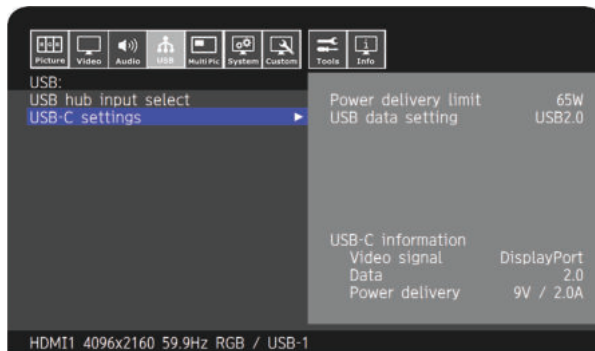 RGB
Picture Video Audio USB MultiPic System Custom Tools Info
USB:
USB hub input select
USB-C settings
Power delivery limit 65W
USB data setting USB2.0
USB-C information
Video signal DisplayPort
Data 2.0
Power delivery 9V / 2.0A
HDMI1 4096x2160 59.9Hz RGB / USB-1